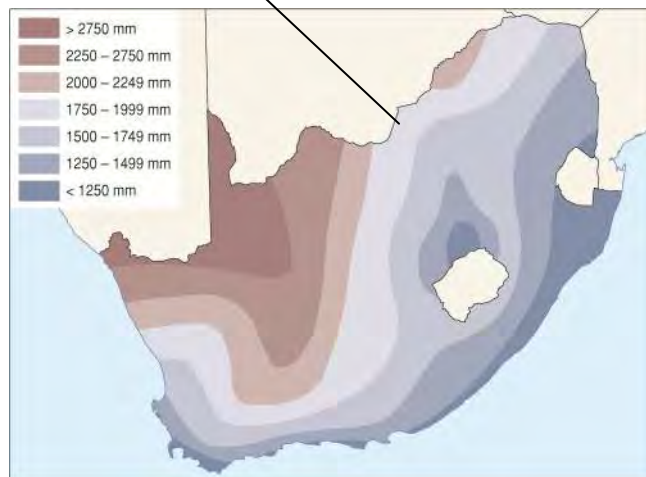 > 2750 mm
2250 – 2750 mm
2000 – 2249 mm
1750 – 1999 mm
1500 – 1749 mm
1250 – 1499 mm
< 1250 mm